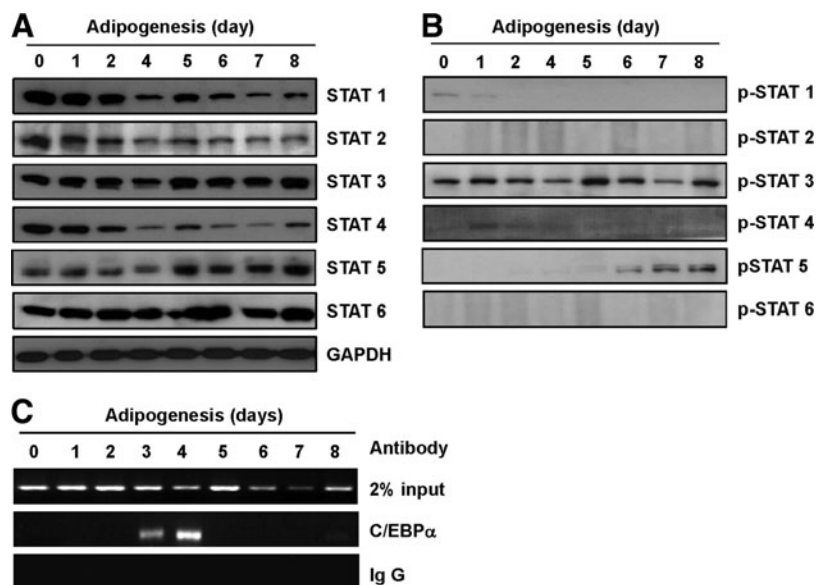 A
Adipogenesis (day)
0 1 2 4 5 6 7 8
STAT 1
STAT 2
STAT 3
STAT 4
STAT 5
STAT 6
GAPDH
B
Adipogenesis (day)
0 1 2 4 5 6 7 8
p-STAT 1
p-STAT 2
p-STAT 3
p-STAT 4
pSTAT 5
p-STAT 6
C
Adipogenesis (days)
0 1 2 3 4 5 6 7 8 Antibody
2% input
C/EBPα
Ig G